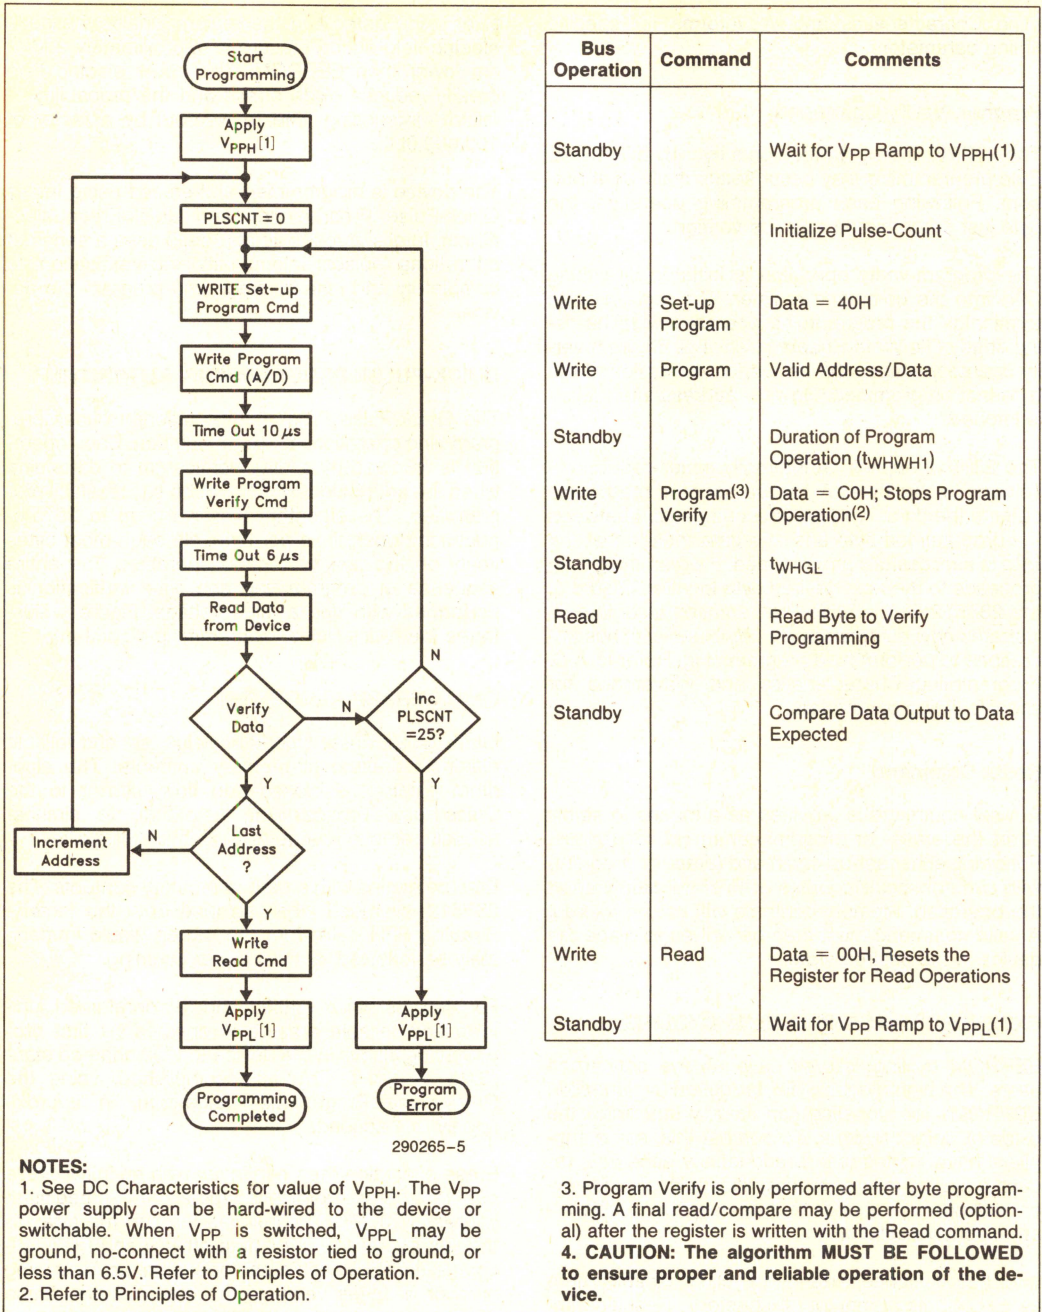 Start
Programming
Apply
VPPH[1]
PLSCNT = 0
WRITE Set-up
Program Cmd
Write Program
Cmd (A/D)
Time Out 10 µs
Write Program
Verify Cmd
Time Out 6 µs
Read Data
from Device
Verify
Data
N
Inc
PLSCNT
=25?
N
Y
Y
Last
Address
?
N
Increment
Address
Y
Write
Read Cmd
Apply
VPPL[1]
Apply
VPPL[1]
Programming
Completed
Program
Error
290265-5
Bus
Operation
Command
Comments
Standby
Wait for VPP Ramp to VPPH(1)
Initialize Pulse-Count
Write
Set-up
Program
Data = 40H
Write
Program
Valid Address/Data
Standby
Duration of Program
Operation (tWHWH1)
Write
Program(3)
Verify
Data = C0H; Stops Program
Operation(2)
Standby
tWHGL
Read
Read Byte to Verify
Programming
Standby
Compare Data Output to Data
Expected
Write
Read
Data = 00H, Resets the
Register for Read Operations
Standby
Wait for VPP Ramp to VPPL(1)
NOTES:
1. See DC Characteristics for value of VPPH. The VPP
power supply can be hard-wired to the device or
switchable. When VPP is switched, VPPL may be
ground, no-connect with a resistor tied to ground, or
less than 6.5V. Refer to Principles of Operation.
2. Refer to Principles of Operation.
3. Program Verify is only performed after byte program-
ming. A final read/compare may be performed (option-
al) after the register is written with the Read command.
4. CAUTION: The algorithm MUST BE FOLLOWED
to ensure proper and reliable operation of the de-
vice.